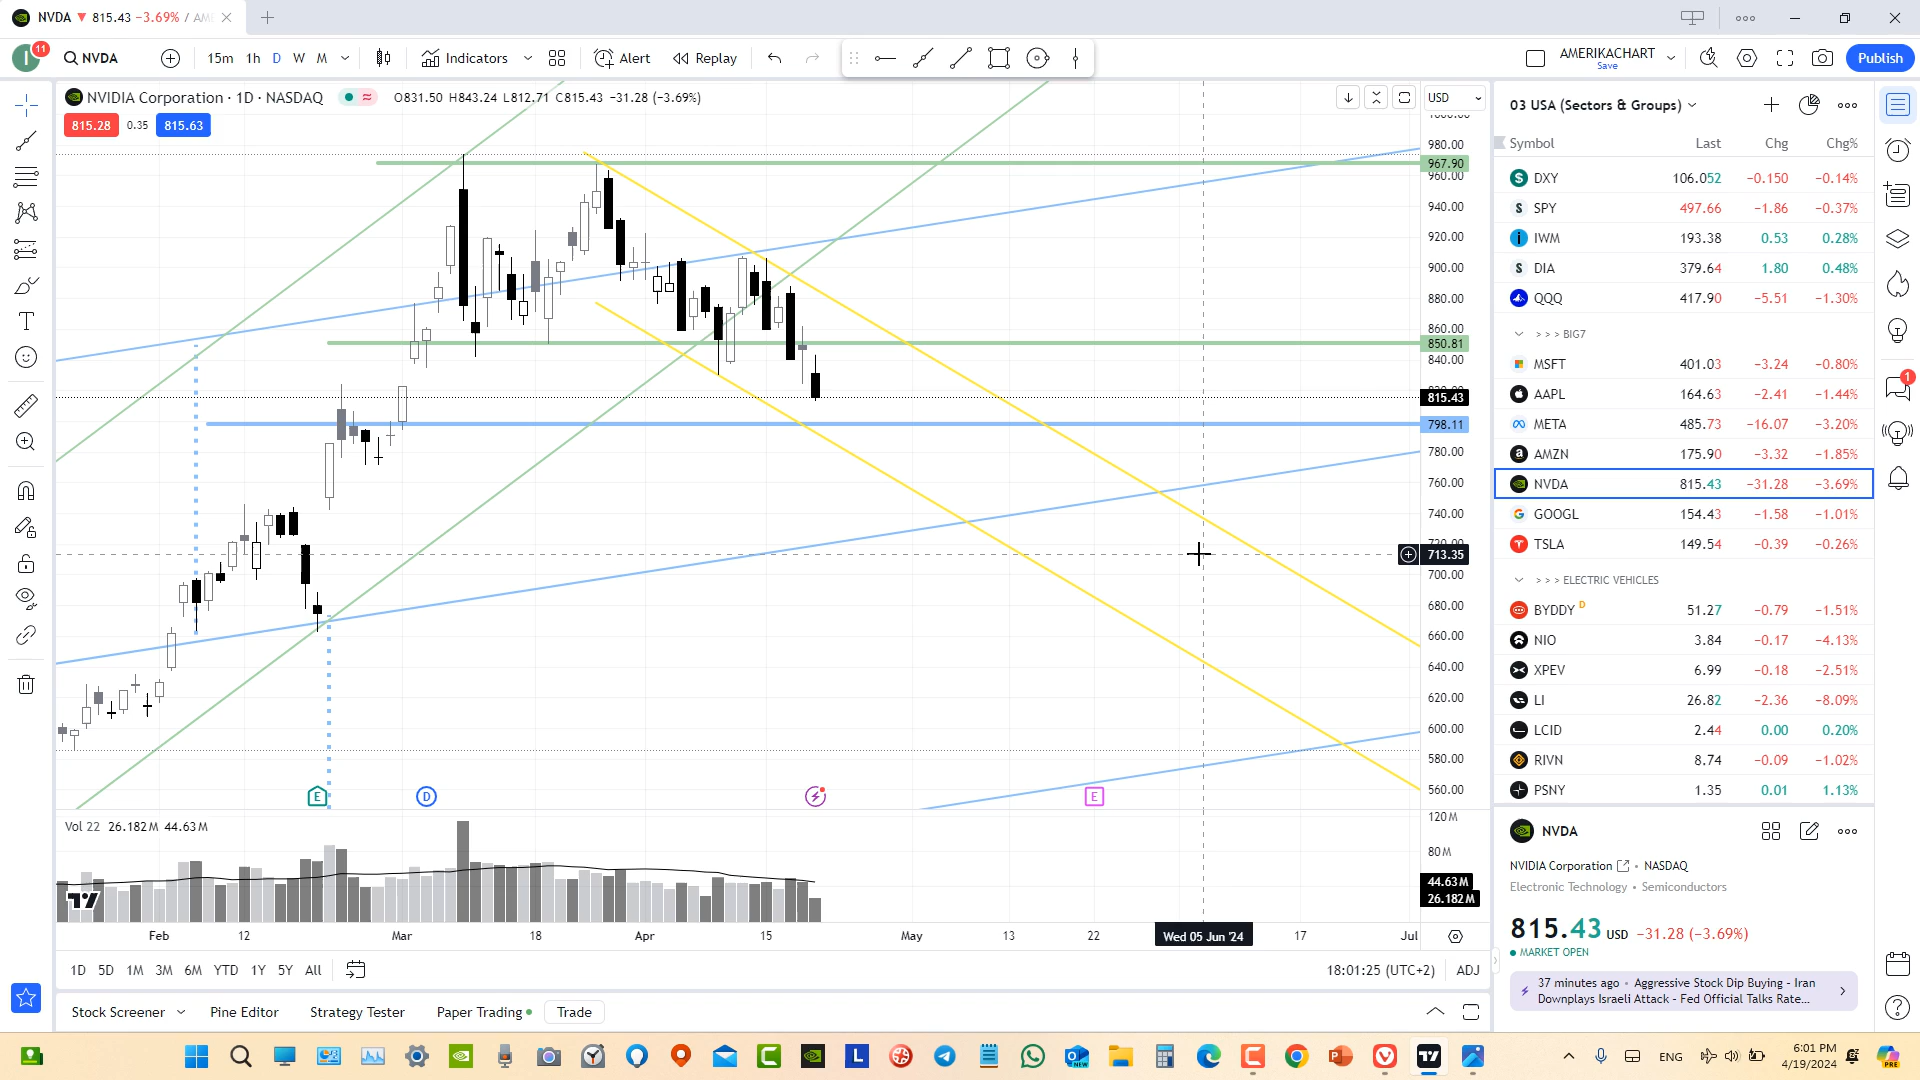 NVDA ▼ 815.43 −3.69% / AM
I
11
NVDA
15m 1h D W M
Indicators
Alert
Replay
AMERIKACHART
Save
Publish
NVIDIA Corporation · 1D · NASDAQ
O831.50 H843.24 L812.71 C815.43 −31.28 (−3.69%)
815.28 0.35 815.63
USD
980.00
967.90
960.00
940.00
920.00
900.00
880.00
860.00
850.81
840.00
815.43
798.11
780.00
760.00
740.00
713.35
700.00
680.00
660.00
640.00
620.00
600.00
580.00
560.00
E
D
E
Vol 22 26.182M 44.63M
120M
80M
44.63M
26.182M
Feb 12 Mar 18 Apr 15 May 13 22 Wed 05 Jun '24 17 Jul
1D 5D 1M 3M 6M YTD 1Y 5Y All
18:01:25 (UTC+2) ADJ
Stock Screener Pine Editor Strategy Tester Paper Trading Trade
03 USA (Sectors & Groups)
Symbol Last Chg Chg%
DXY 106.052 −0.150 −0.14%
SPY 497.66 −1.86 −0.37%
IWM 193.38 0.53 0.28%
DIA 379.64 1.80 0.48%
QQQ 417.90 −5.51 −1.30%
> > > BIG7
MSFT 401.03 −3.24 −0.80%
AAPL 164.63 −2.41 −1.44%
META 485.73 −16.07 −3.20%
AMZN 175.90 −3.32 −1.85%
NVDA 815.43 −31.28 −3.69%
GOOGL 154.43 −1.58 −1.01%
TSLA 149.54 −0.39 −0.26%
> > > ELECTRIC VEHICLES
BYDDY D 51.27 −0.79 −1.51%
NIO 3.84 −0.17 −4.13%
XPEV 6.99 −0.18 −2.51%
LI 26.82 −2.36 −8.09%
LCID 2.44 0.00 0.20%
RIVN 8.74 −0.09 −1.02%
PSNY 1.35 0.01 1.13%
NVDA
NVIDIA Corporation • NASDAQ
Electronic Technology • Semiconductors
815.43 USD −31.28 (−3.69%)
MARKET OPEN
37 minutes ago • Aggressive Stock Dip Buying - Iran
Downplays Israeli Attack - Fed Official Talks Rate...
1
ENG
6:01 PM
4/19/2024